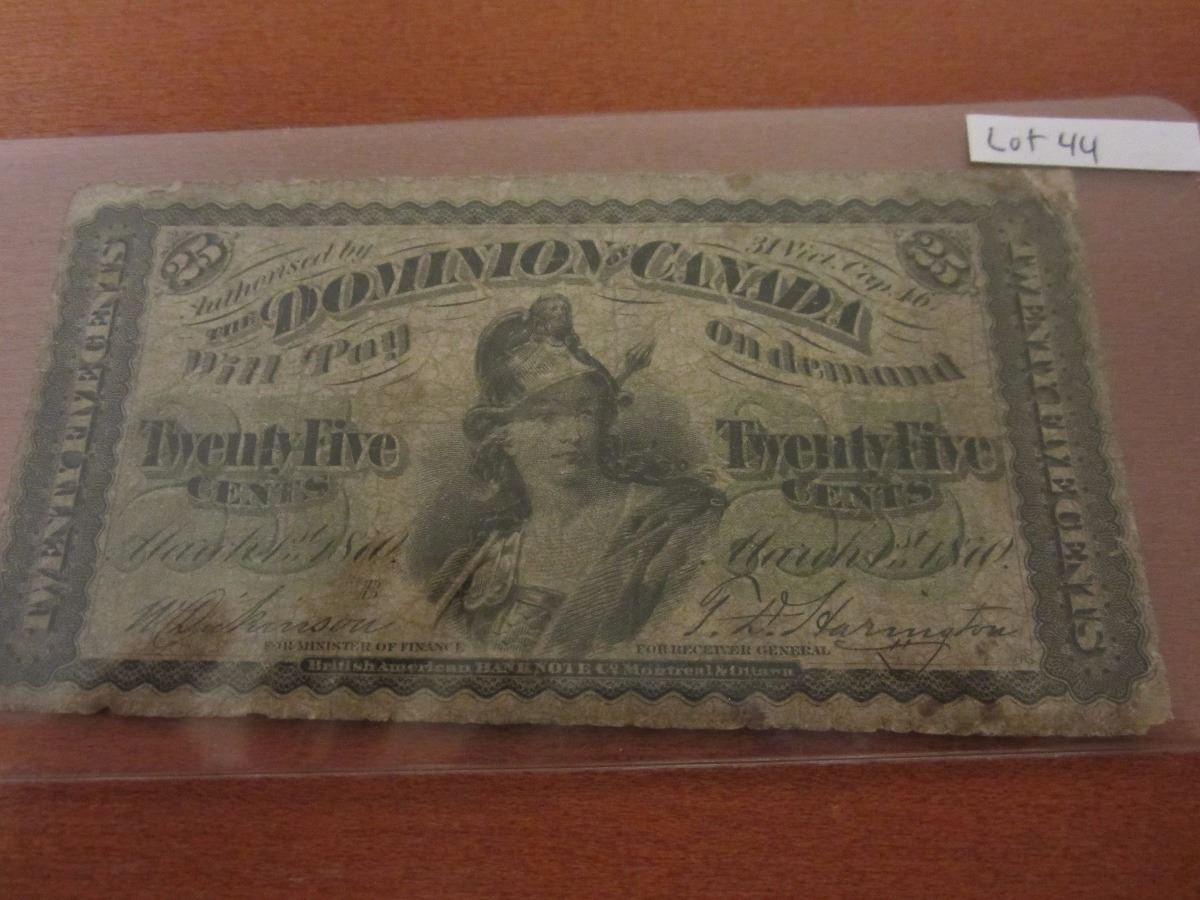 Lot 44
25
25
Authorised by
31 Vict. Cap. 46
THE DOMINION OF CANADA
Will Pay
on demand
Twenty Five
CENTS
Twenty Five
CENTS
March 1st 1870.
March 1st 1870.
B
W Dickinson
T. D. Harington
FOR MINISTER OF FINANCE
FOR RECEIVER GENERAL
British American BANK NOTE Co. Montreal & Ottawa
TWENTY FIVE CENTS
TWENTY FIVE CENTS